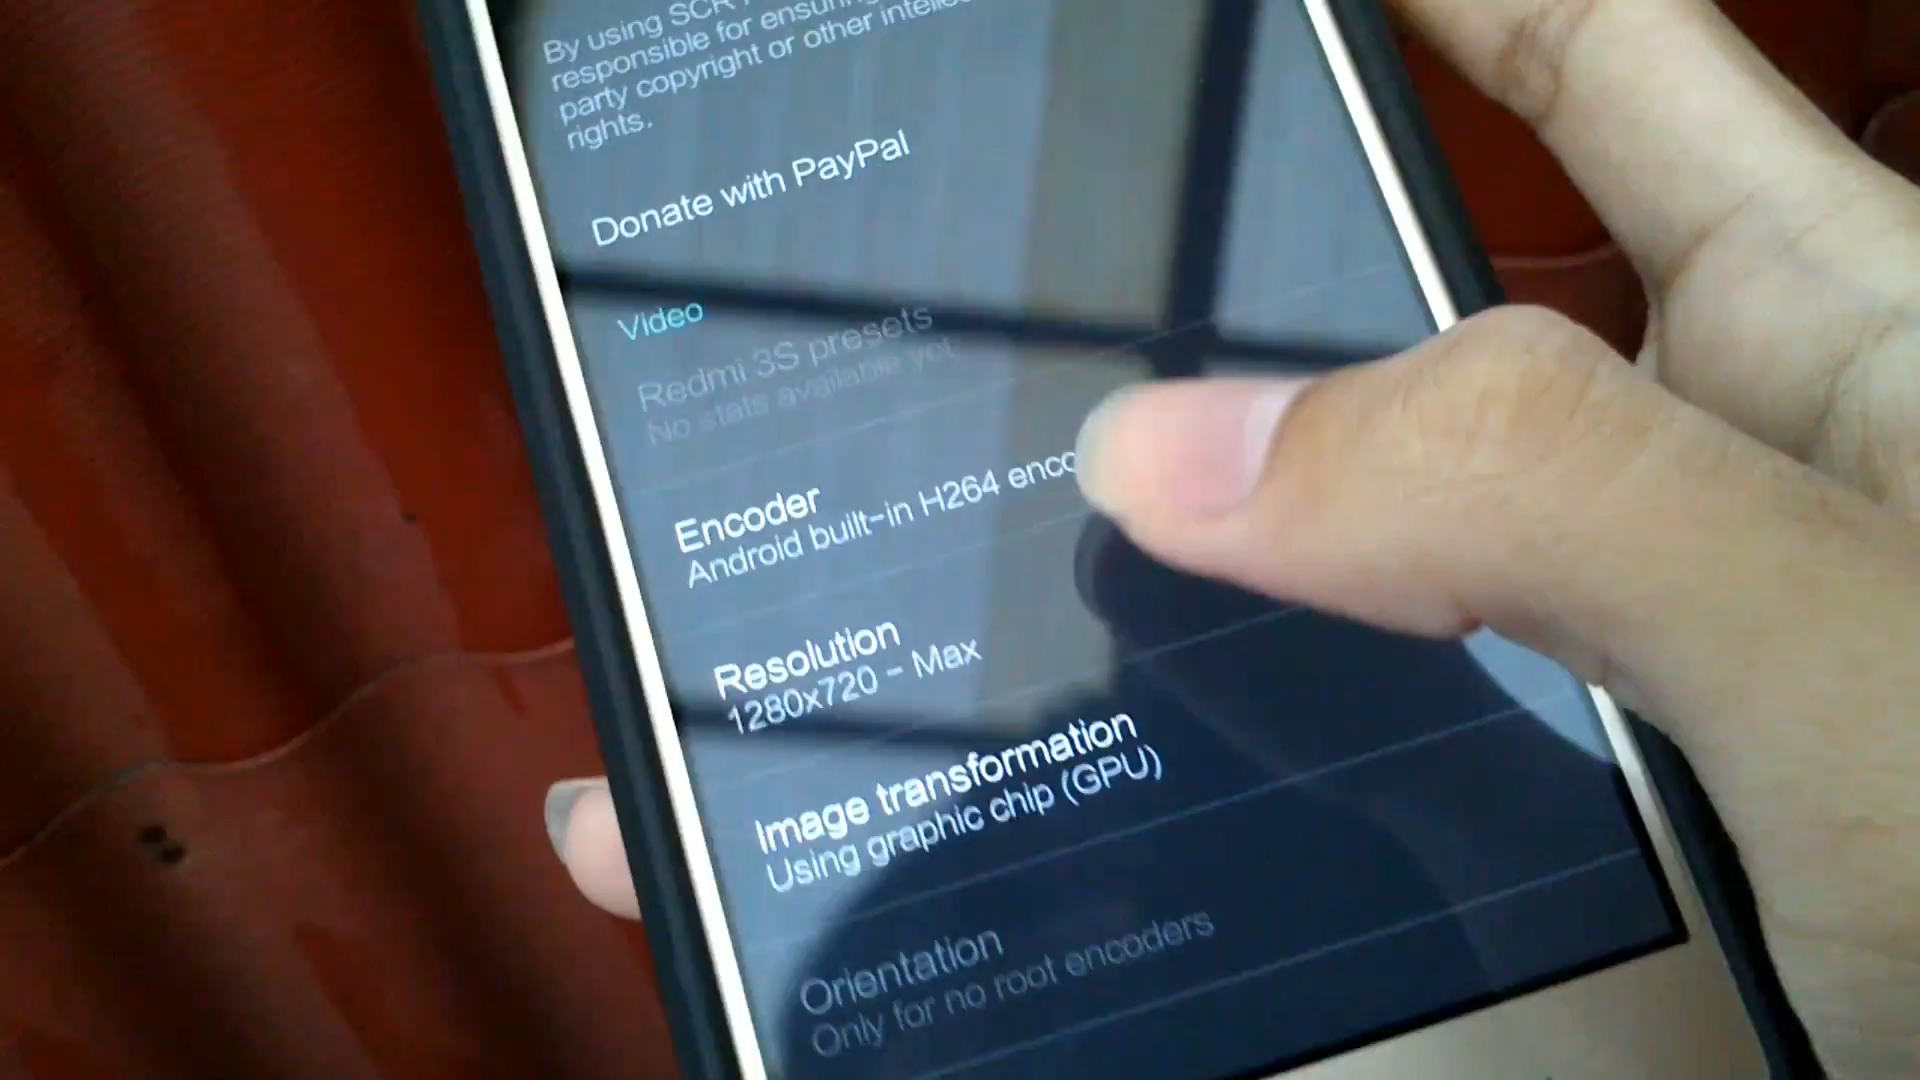 By using SCR
responsible for ensuring
party copyright or other
rights.
Donate with PayPal
Video
Redmi 3S presets
No stats available yet
Encoder
Android built-in H264
Resolution
1280x720 - Max
Image transformation
Using graphic chip (GPU)
Orientation
Only for no root encoders